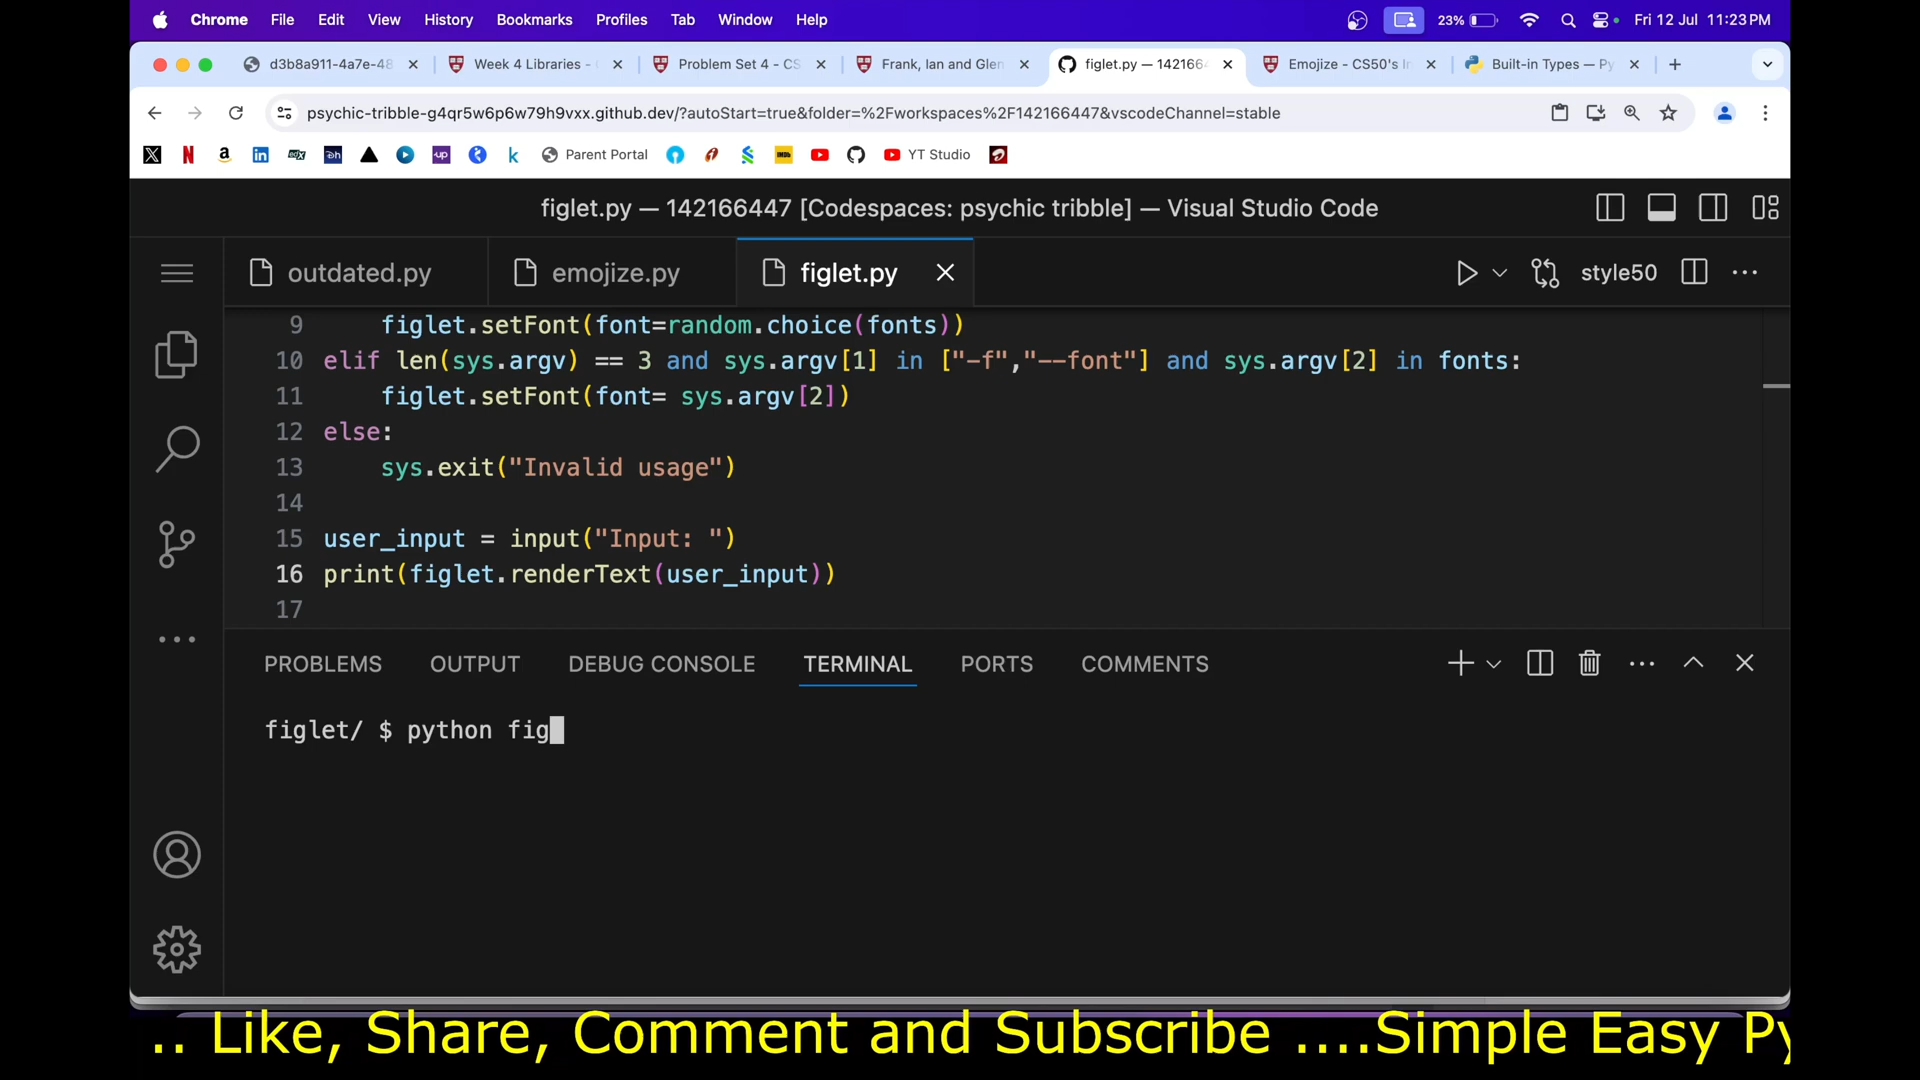 Chrome File Edit View History Bookmarks Profiles Tab Window Help 23% Fri 12 Jul 11:23 PM
d3b8a911-4a7e-48 Week 4 Libraries - Problem Set 4 - CS Frank, Ian and Glen figlet.py — 142166 Emojize - CS50's I Built-in Types — Py
psychic-tribble-g4qr5w6p6w79h9vxx.github.dev/?autoStart=true&folder=%2Fworkspaces%2F142166447&vscodeChannel=stable
Parent Portal YT Studio
figlet.py — 142166447 [Codespaces: psychic tribble] — Visual Studio Code
outdated.py emojize.py figlet.py style50
9 figlet.setFont(font=random.choice(fonts))
10 elif len(sys.argv) == 3 and sys.argv[1] in ["-f","--font"] and sys.argv[2] in fonts:
11 figlet.setFont(font= sys.argv[2])
12 else:
13 sys.exit("Invalid usage")
14
15 user_input = input("Input: ")
16 print(figlet.renderText(user_input))
17
PROBLEMS OUTPUT DEBUG CONSOLE TERMINAL PORTS COMMENTS
figlet/ $ python fig
.. Like, Share, Comment and Subscribe ....Simple Easy Py